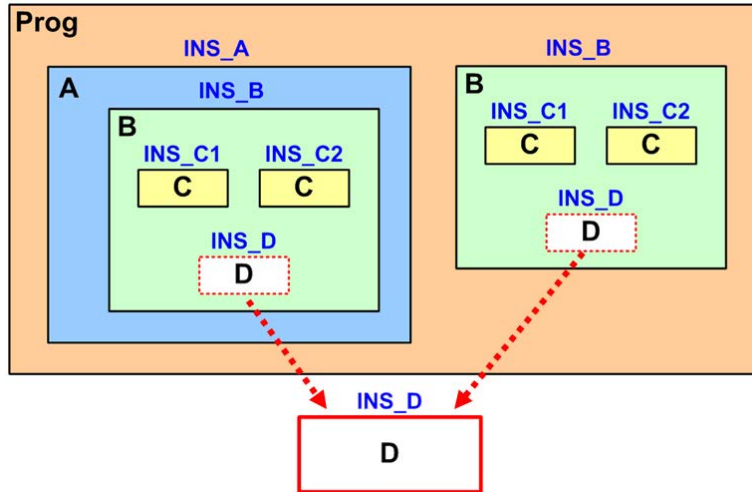 Prog
INS_A
INS_B
A
INS_B
B
B
INS_C1
INS_C2
INS_C1
INS_C2
C
C
C
C
INS_D
D
INS_D
D
INS_D
D